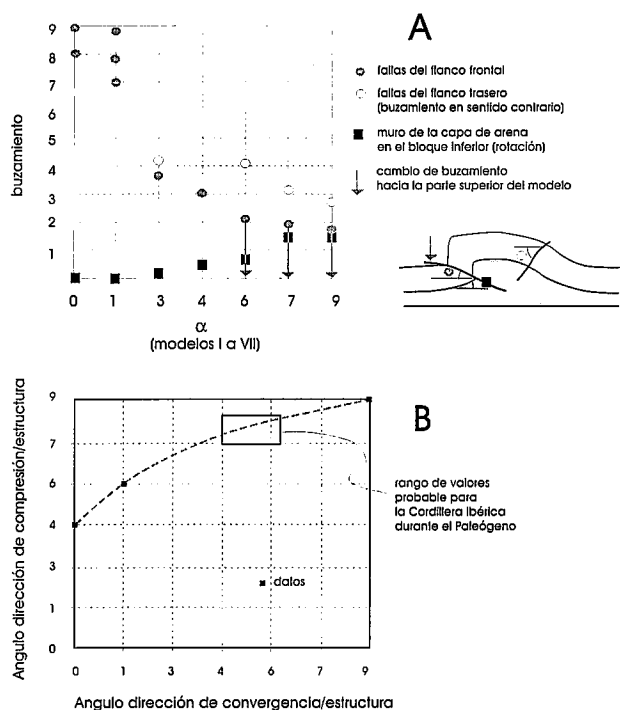 A
9
8
7
6
5
4
3
2
1
buzamiento
0 1 3 4 6 7 9
α
(modelos I a VII)
fallas del flanco frontal
fallas del flanco trasero
(buzamiento en sentido contrario)
muro de la capa de arena
en el bloque inferior (rotación)
cambio de buzamiento
hacia la parte superior del modelo
B
Angulo dirección de compresión/estructura
9
7
6
4
3
1
0
0 1 3 4 6 7 9
Angulo dirección de convergencia/estructura
datos
rango de valores
probable para
la Cordillera Ibérica
durante el Paleógeno